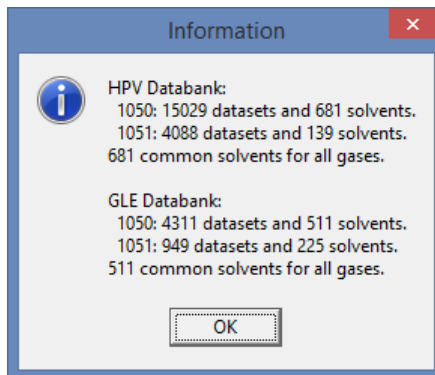 Information
HPV Databank:
1050: 15029 datasets and 681 solvents.
1051: 4088 datasets and 139 solvents.
681 common solvents for all gases.
GLE Databank:
1050: 4311 datasets and 511 solvents.
1051: 949 datasets and 225 solvents.
511 common solvents for all gases.
OK